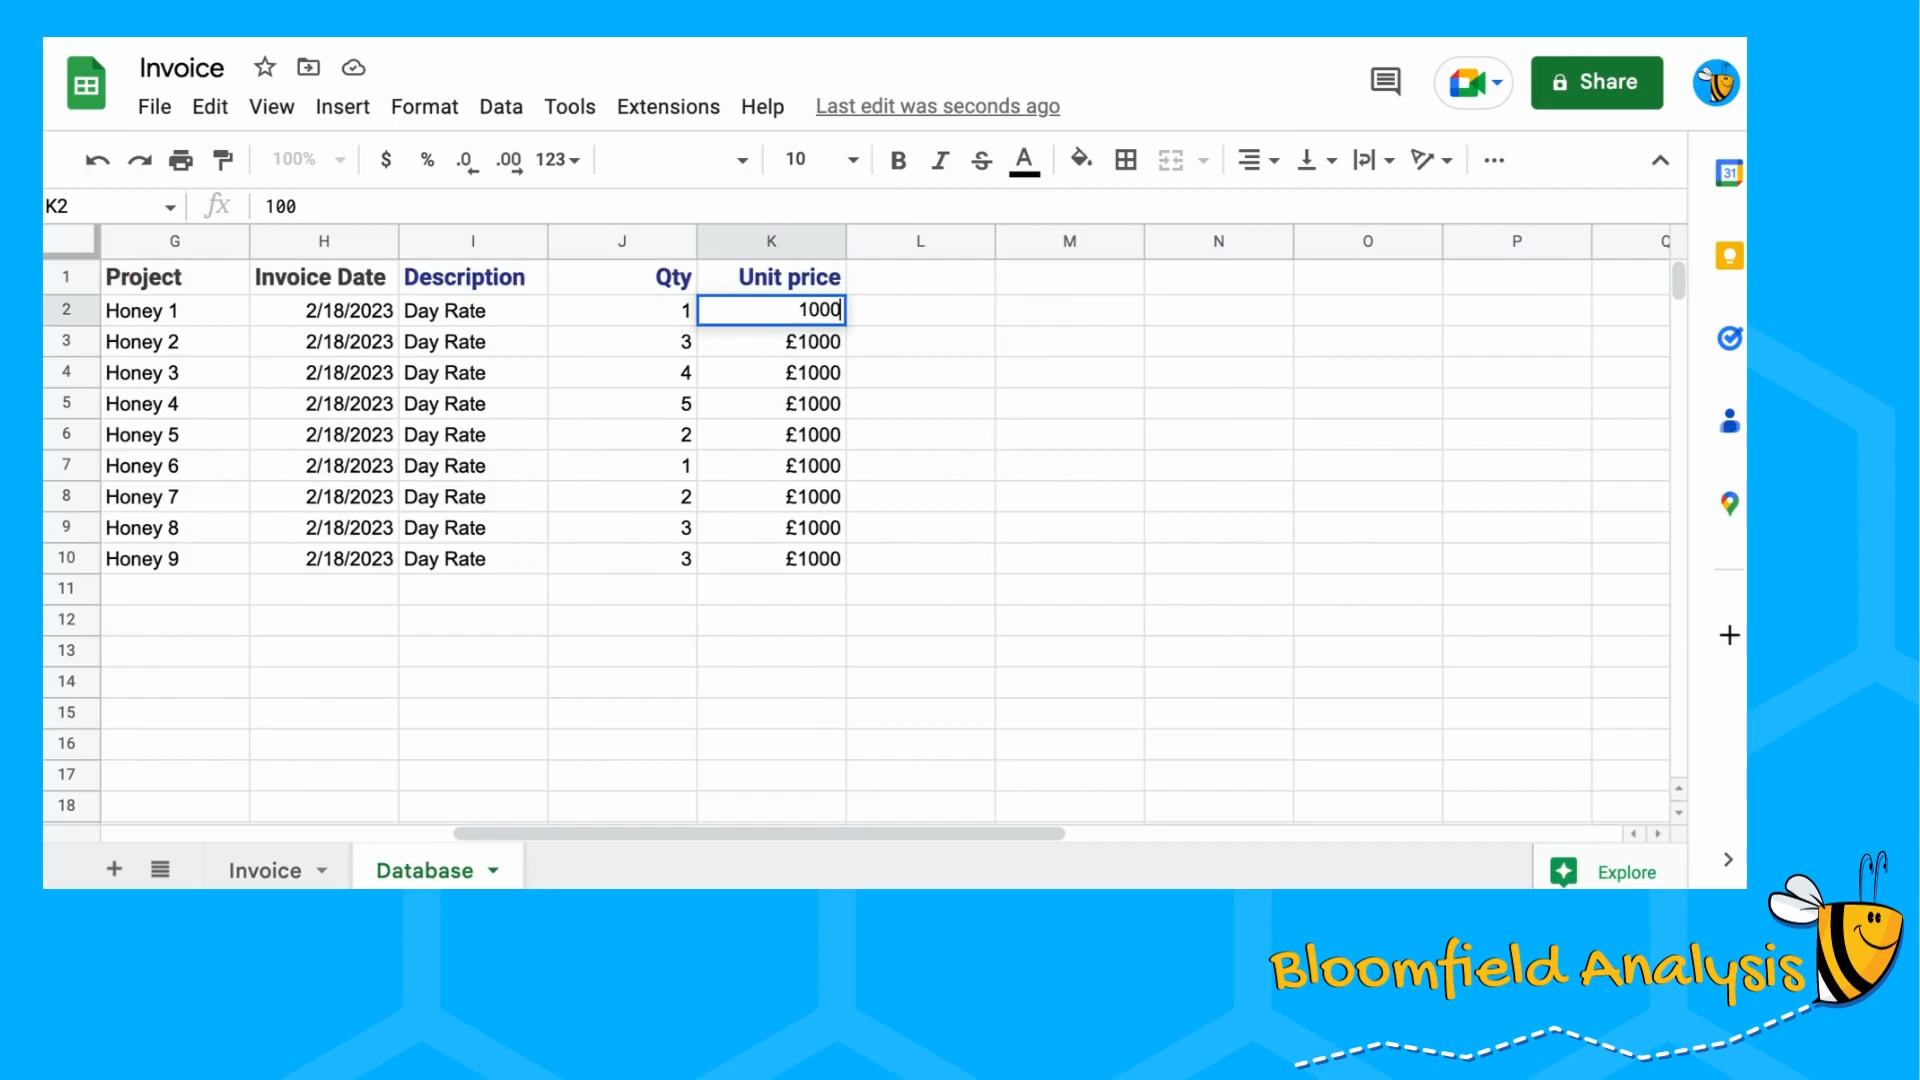 Invoice
File Edit View Insert Format Data Tools Extensions Help Last edit was seconds ago
Share
100% $ % .0 .00 123 10 B I S A
31
K2 fx 100
G H I J K L M N O P Q
1 Project Invoice Date Description Qty Unit price
2 Honey 1 2/18/2023 Day Rate 1 1000
3 Honey 2 2/18/2023 Day Rate 3 £1000
4 Honey 3 2/18/2023 Day Rate 4 £1000
5 Honey 4 2/18/2023 Day Rate 5 £1000
6 Honey 5 2/18/2023 Day Rate 2 £1000
7 Honey 6 2/18/2023 Day Rate 1 £1000
8 Honey 7 2/18/2023 Day Rate 2 £1000
9 Honey 8 2/18/2023 Day Rate 3 £1000
10 Honey 9 2/18/2023 Day Rate 3 £1000
11
12
13
14
15
16
17
18
Invoice Database Explore
Bloomfield Analysis